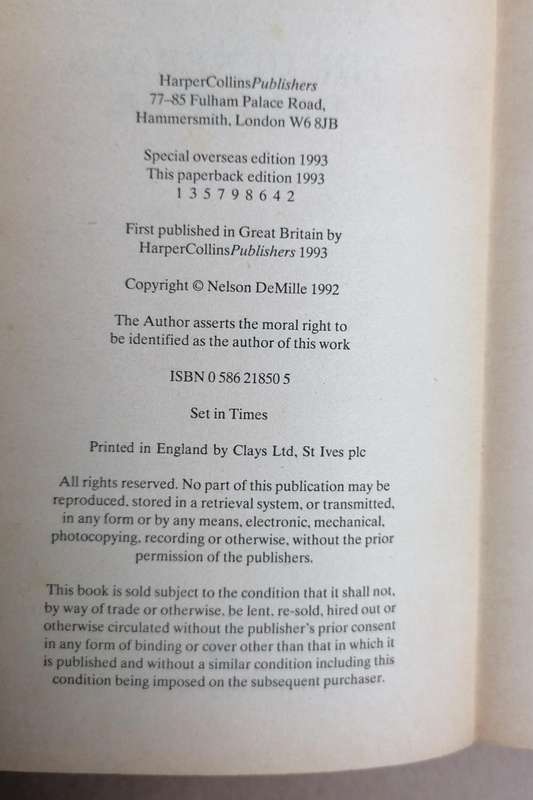 HarperCollinsPublishers
77–85 Fulham Palace Road,
Hammersmith, London W6 8JB
Special overseas edition 1993
This paperback edition 1993
1 3 5 7 9 8 6 4 2
First published in Great Britain by
HarperCollinsPublishers 1993
Copyright © Nelson DeMille 1992
The Author asserts the moral right to
be identified as the author of this work
ISBN 0 586 21850 5
Set in Times
Printed in England by Clays Ltd, St Ives plc
All rights reserved. No part of this publication may be
reproduced, stored in a retrieval system, or transmitted,
in any form or by any means, electronic, mechanical,
photocopying, recording or otherwise, without the prior
permission of the publishers.
This book is sold subject to the condition that it shall not,
by way of trade or otherwise, be lent, re-sold, hired out or
otherwise circulated without the publisher's prior consent
in any form of binding or cover other than that in which it
is published and without a similar condition including this
condition being imposed on the subsequent purchaser.